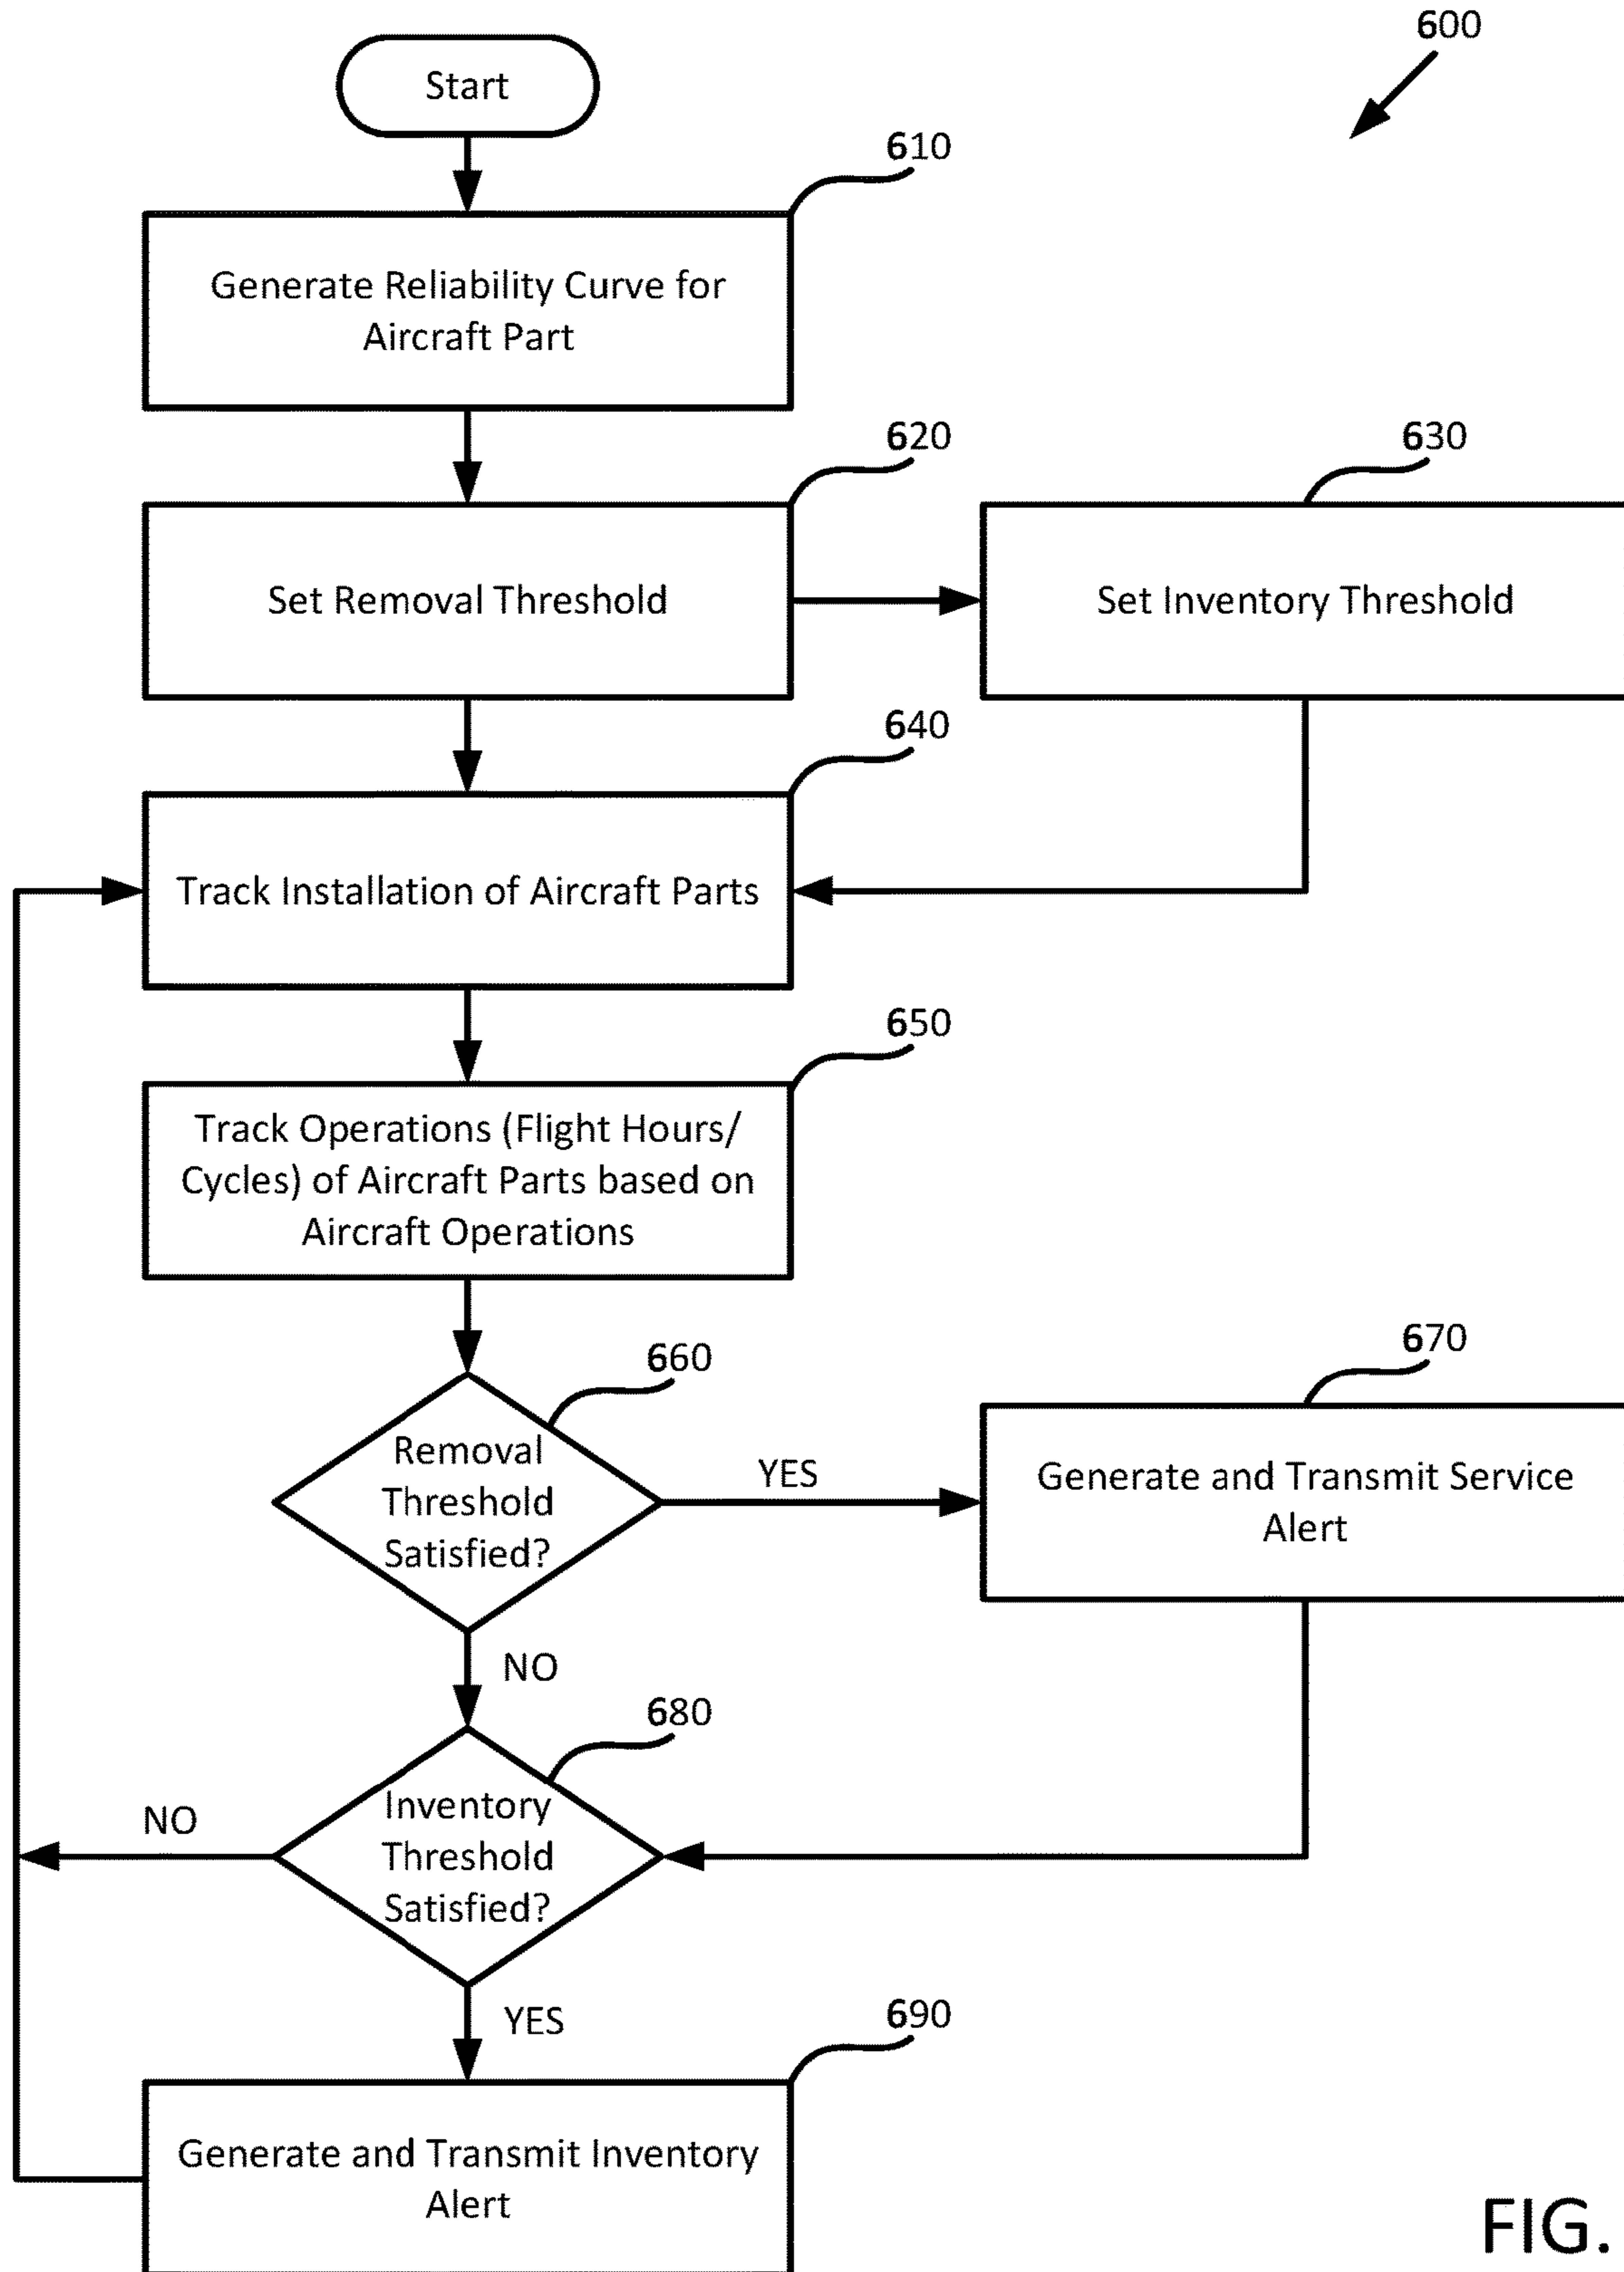 600
Start
610
Generate Reliability Curve for
Aircraft Part
620
630
Set Removal Threshold
Set Inventory Threshold
640
Track Installation of Aircraft Parts
650
Track Operations (Flight Hours/
Cycles) of Aircraft Parts based on
Aircraft Operations
660
670
Removal
Threshold
Satisfied?
YES
Generate and Transmit Service
Alert
NO
680
Inventory
Threshold
Satisfied?
NO
YES
690
Generate and Transmit Inventory
Alert
FIG.